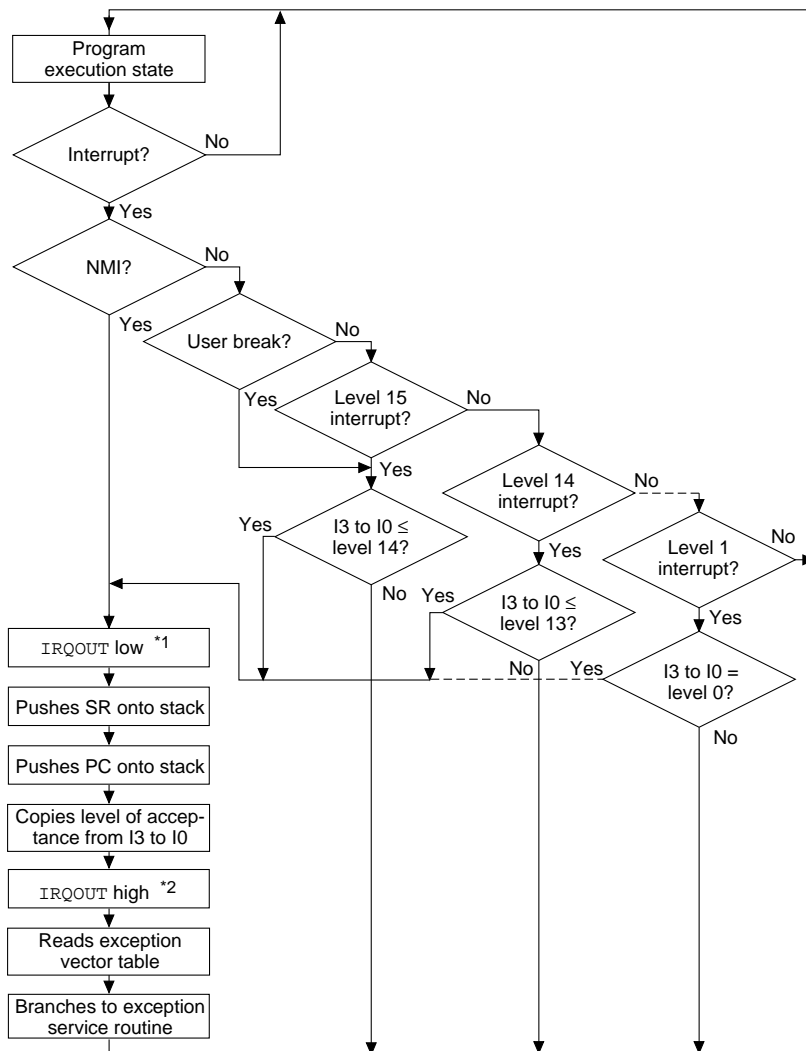 Program
execution state
No
Interrupt?
Yes
No
NMI?
Yes
No
User break?
Yes
No
Level 15
interrupt?
Yes
No
Level 14
interrupt?
Yes
No
Level 1
interrupt?
Yes
Yes
I3 to I0 ≤
level 14?
No
Yes
I3 to I0 ≤
level 13?
No
Yes
I3 to I0 =
level 0?
No
No
IRQOUT low *1
Pushes SR onto stack
Pushes PC onto stack
Copies level of accep-
tance from I3 to I0
IRQOUT high *2
Reads exception
vector table
Branches to exception
service routine